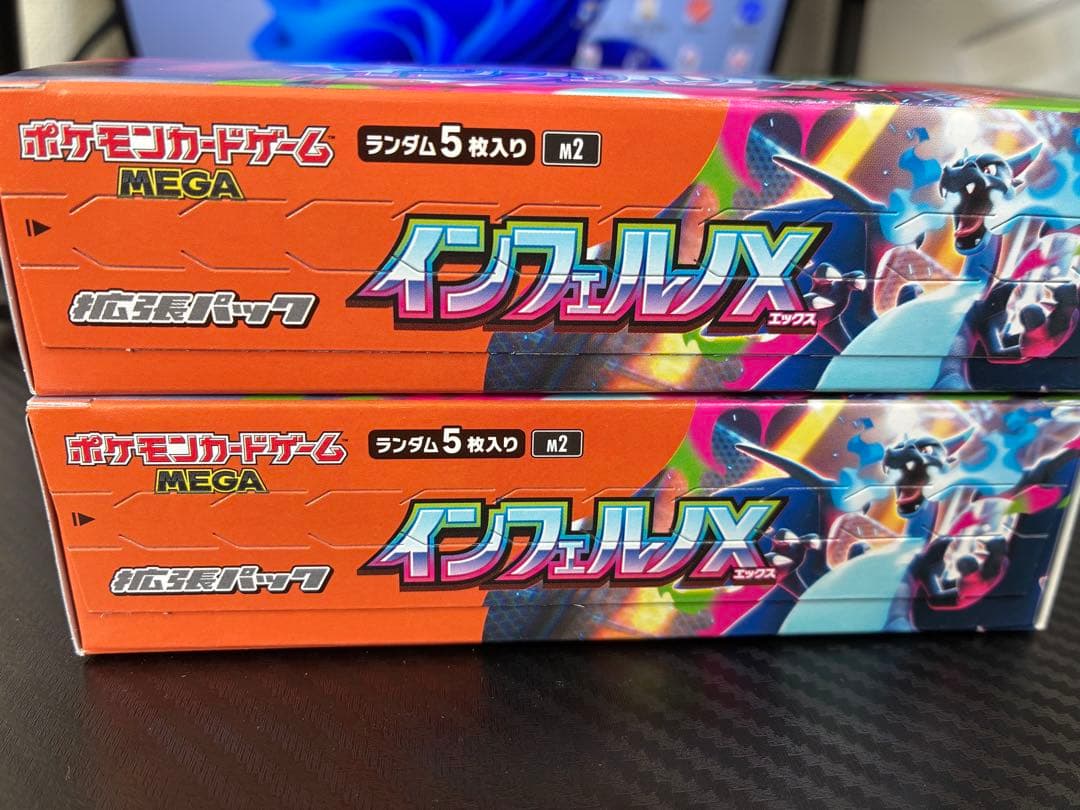 ポケモンカードゲーム
MEGA
ランダム5枚入り
M2
インフェルノX
エックス
拡張パック
ポケモンカードゲーム
MEGA
ランダム5枚入り
M2
インフェルノX
エックス
拡張パック